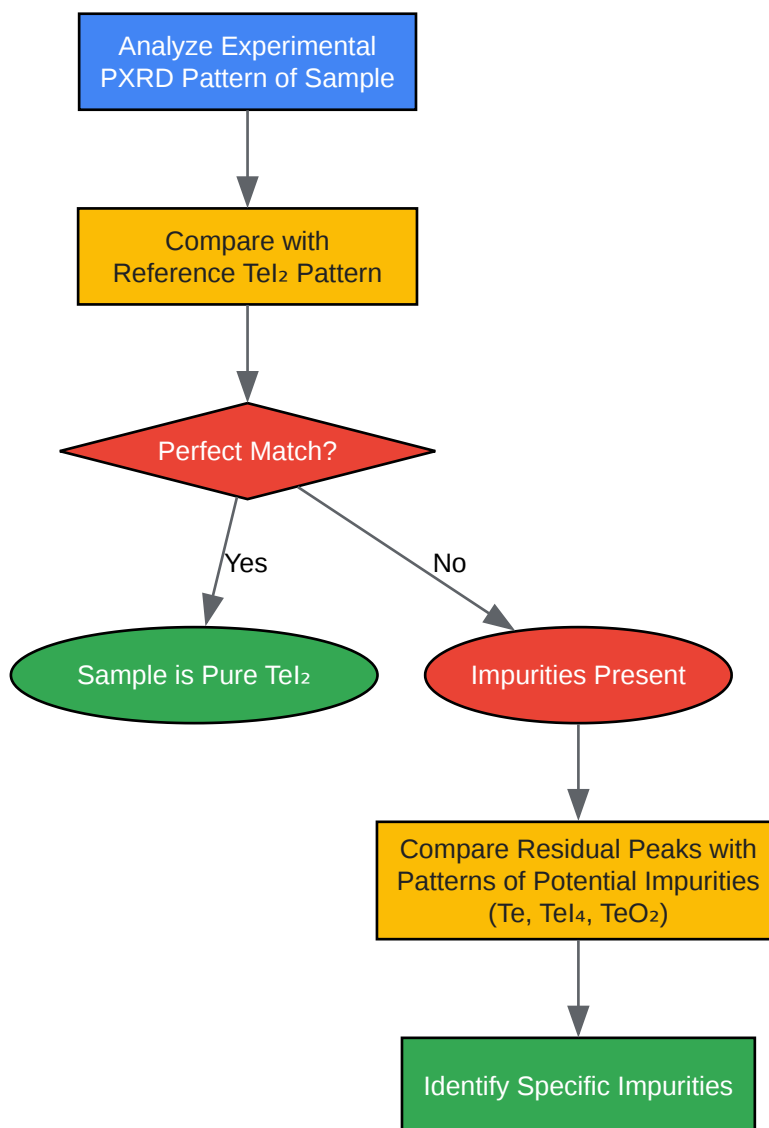 Analyze Experimental
PXRD Pattern of Sample
Compare with
Reference TeI₂ Pattern
Perfect Match?
Yes
No
Sample is Pure TeI₂
Impurities Present
Compare Residual Peaks with
Patterns of Potential Impurities
(Te, TeI₄, TeO₂)
Identify Specific Impurities